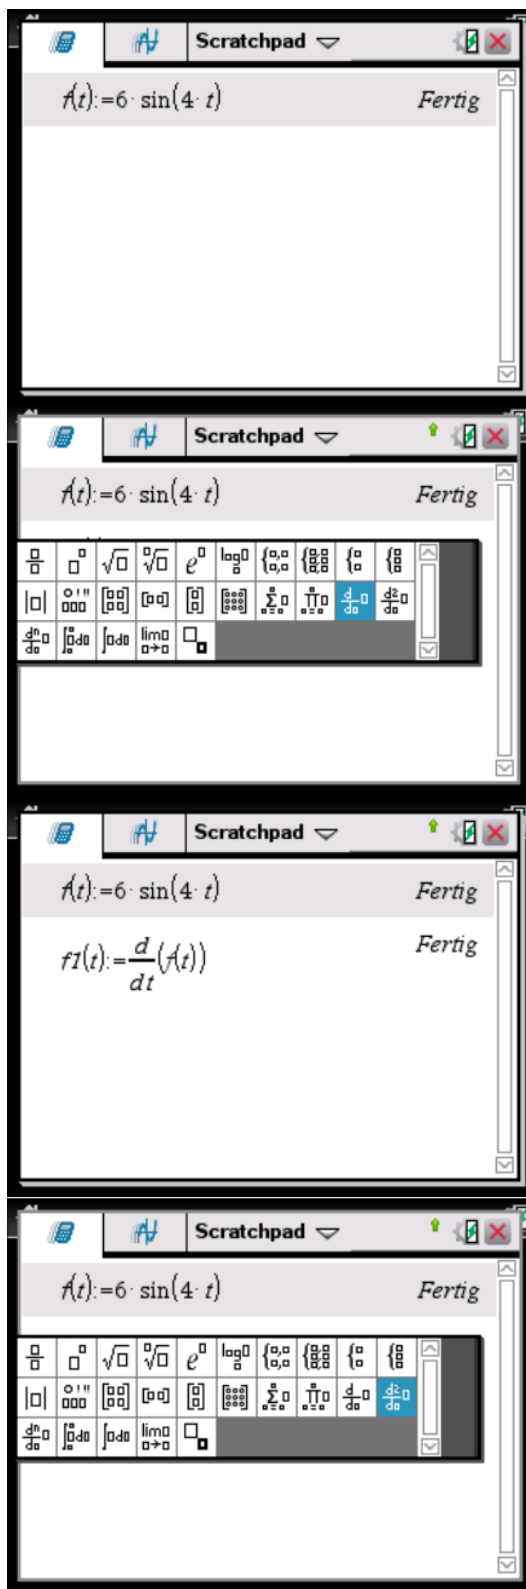 Scratchpad
f(t):=6· sin(4· t) Fertig
Scratchpad
f(t):=6· sin(4· t) Fertig
Scratchpad
f(t):=6· sin(4· t) Fertig
f1(t):=d/dt(f(t)) Fertig
Scratchpad
f(t):=6· sin(4· t) Fertig